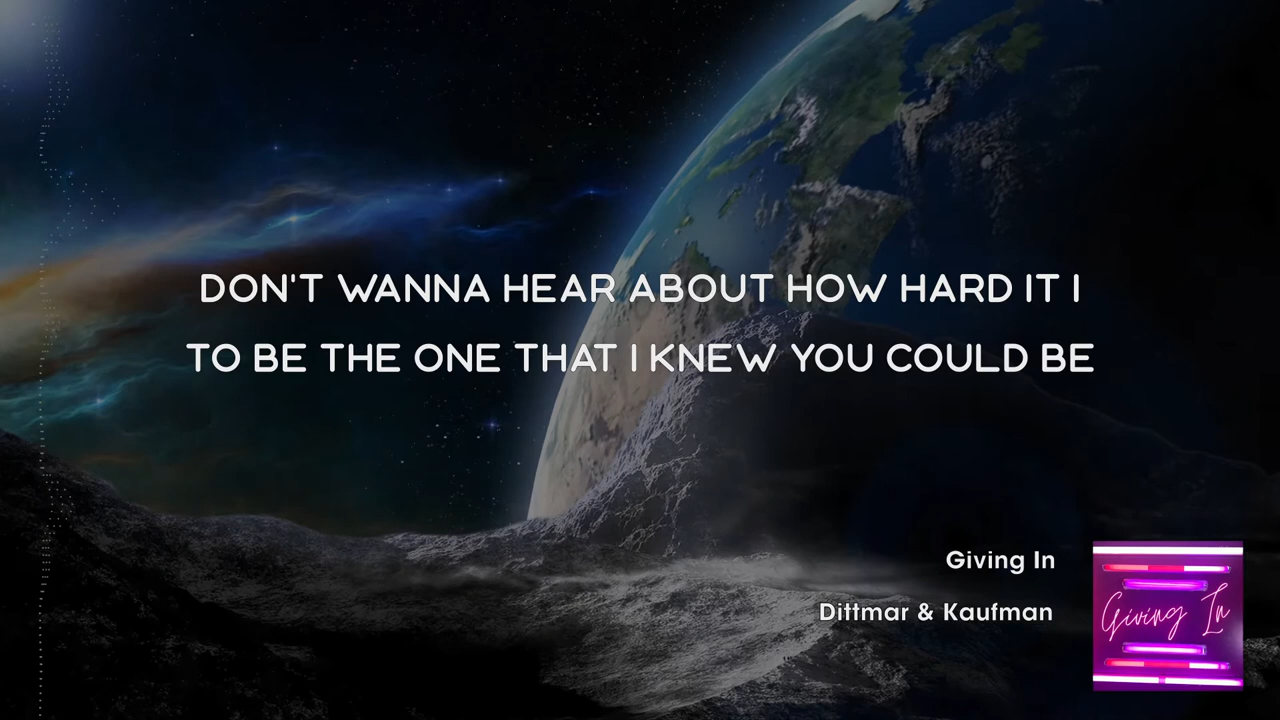 DON'T WANNA HEAR ABOUT HOW HARD IT I
TO BE THE ONE THAT I KNEW YOU COULD BE
Giving In
Dittmar & Kaufman
Giving In